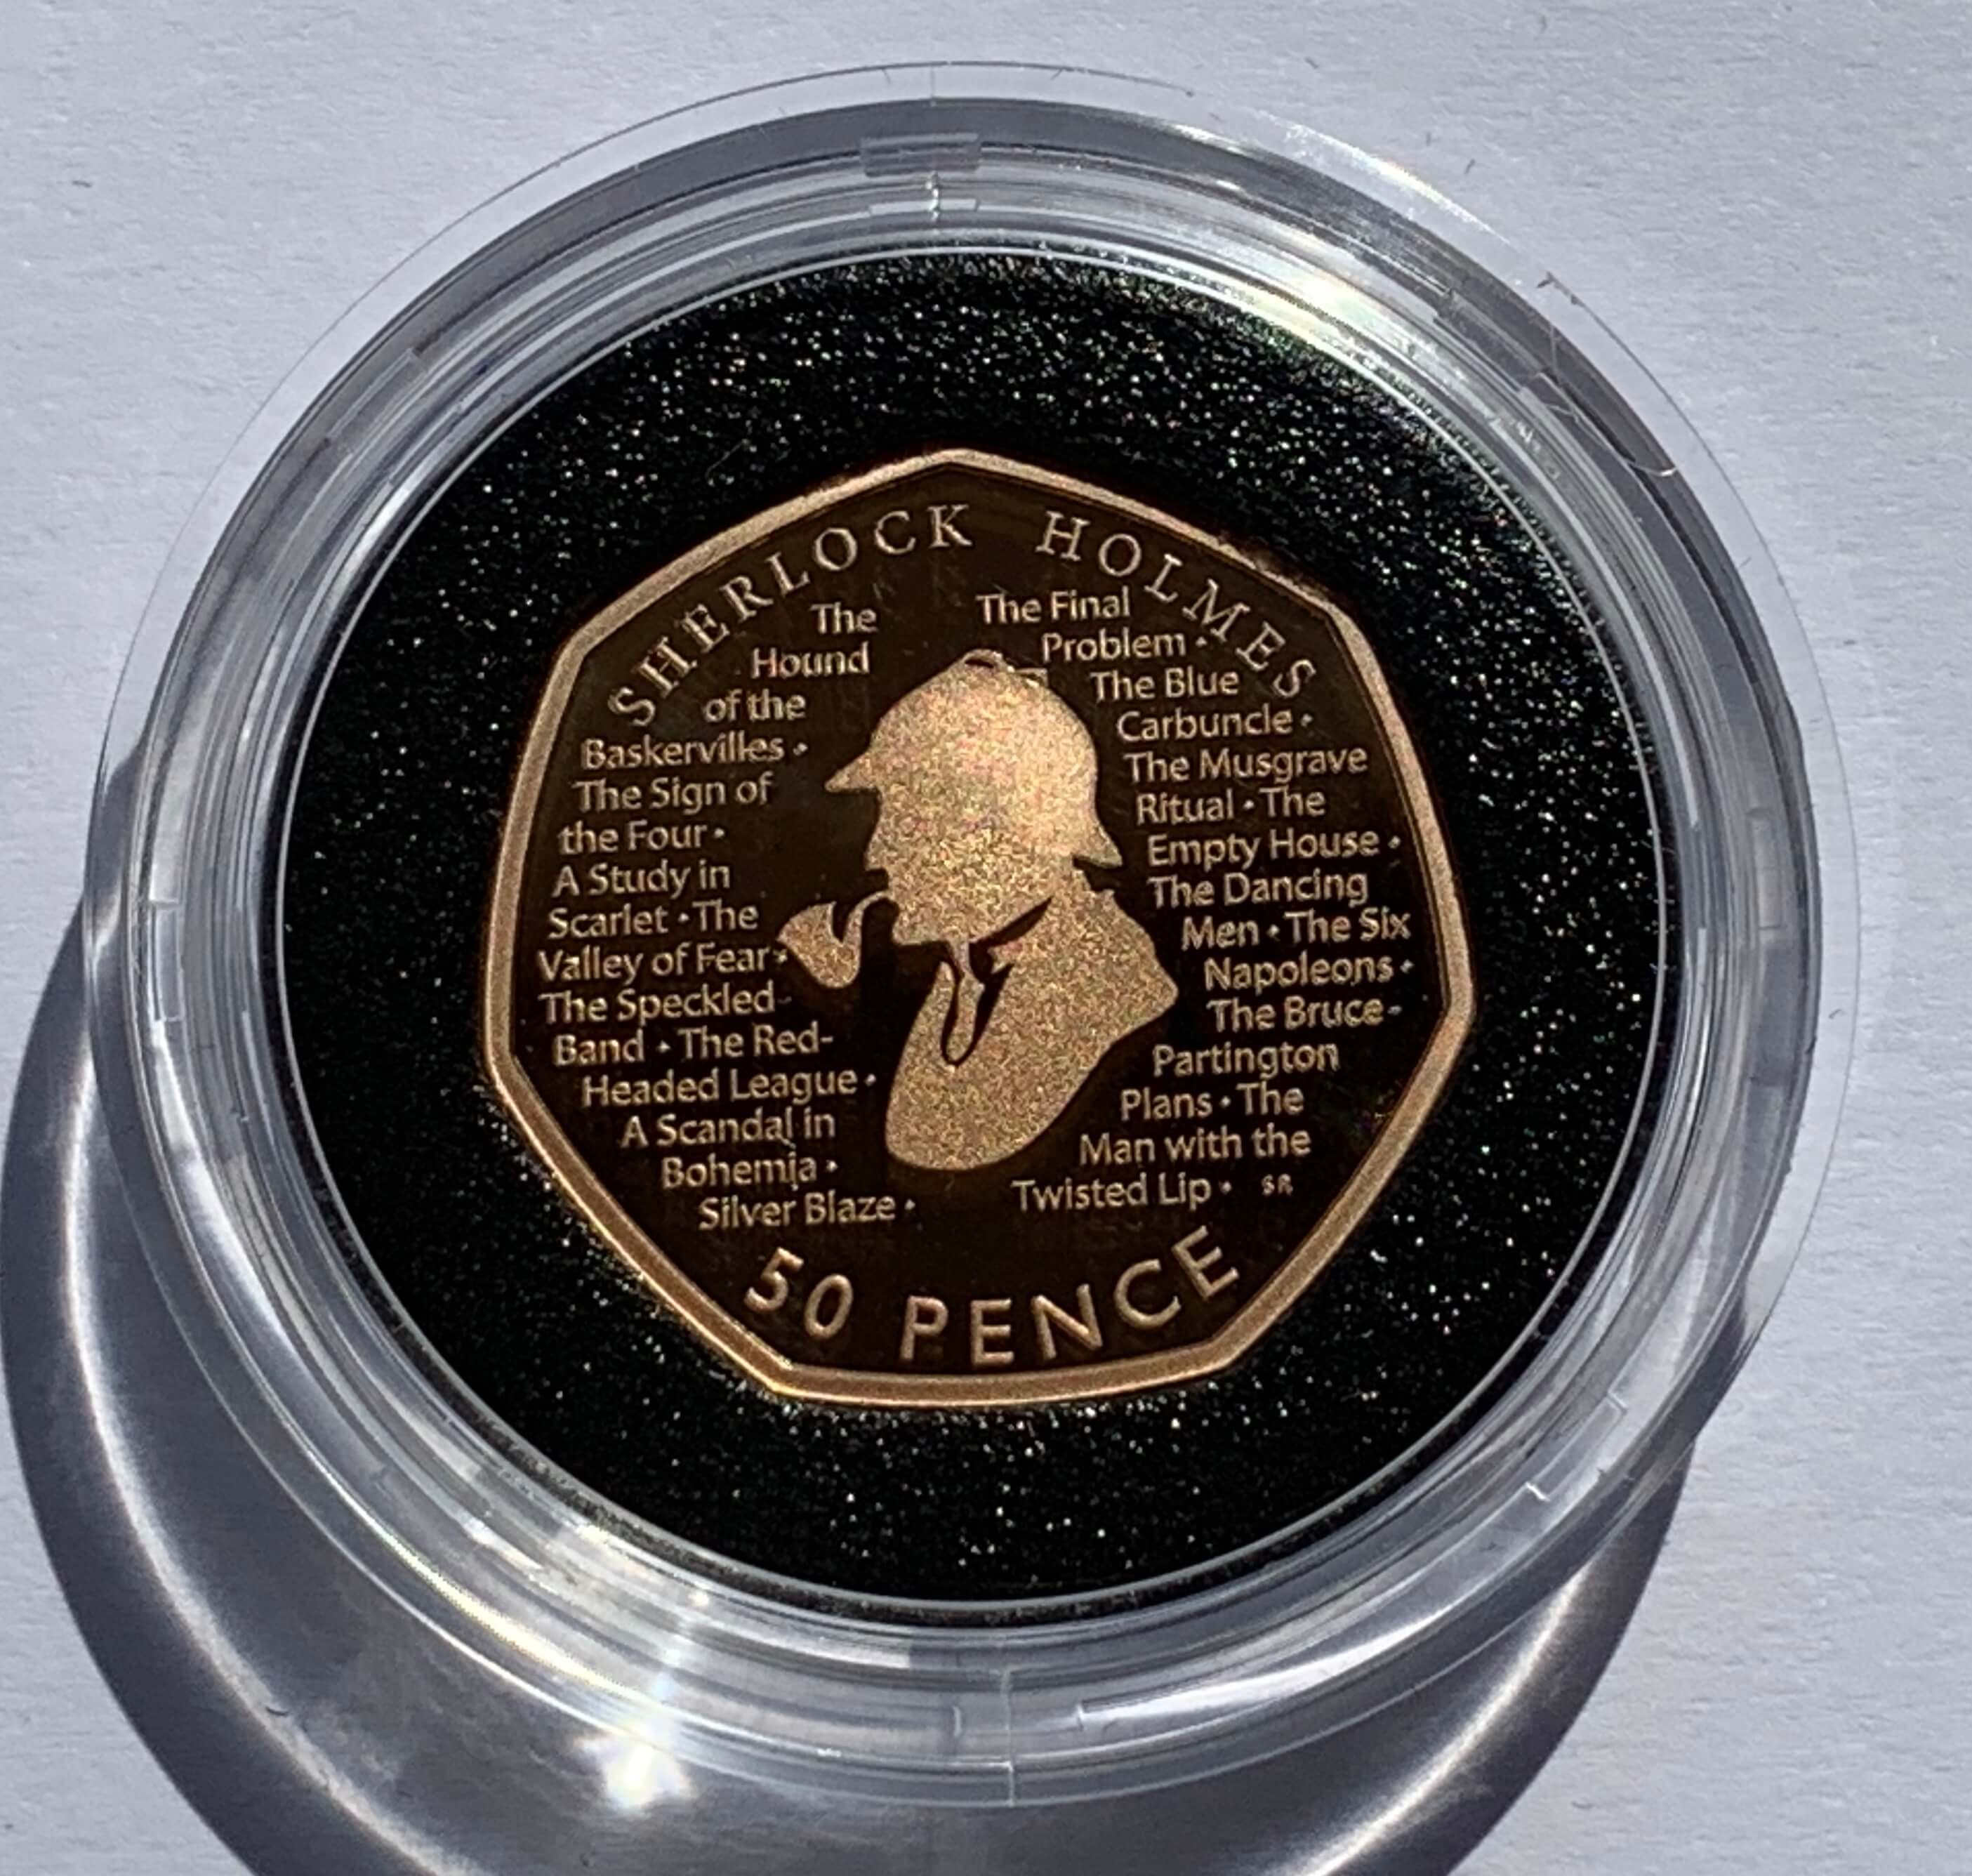 SHERLOCK HOLMES
The
Hound
of the
Baskervilles •
The Sign of
the Four •
A Study in
Scarlet • The
Valley of Fear •
The Speckled
Band • The Red-
Headed League •
A Scandal in
Bohemia •
Silver Blaze •
The Final
Problem •
The Blue
Carbuncle •
The Musgrave
Ritual • The
Empty House •
The Dancing
Men • The Six
Napoleons •
The Bruce-
Partington
Plans • The
Man with the
Twisted Lip •
SR
50 PENCE